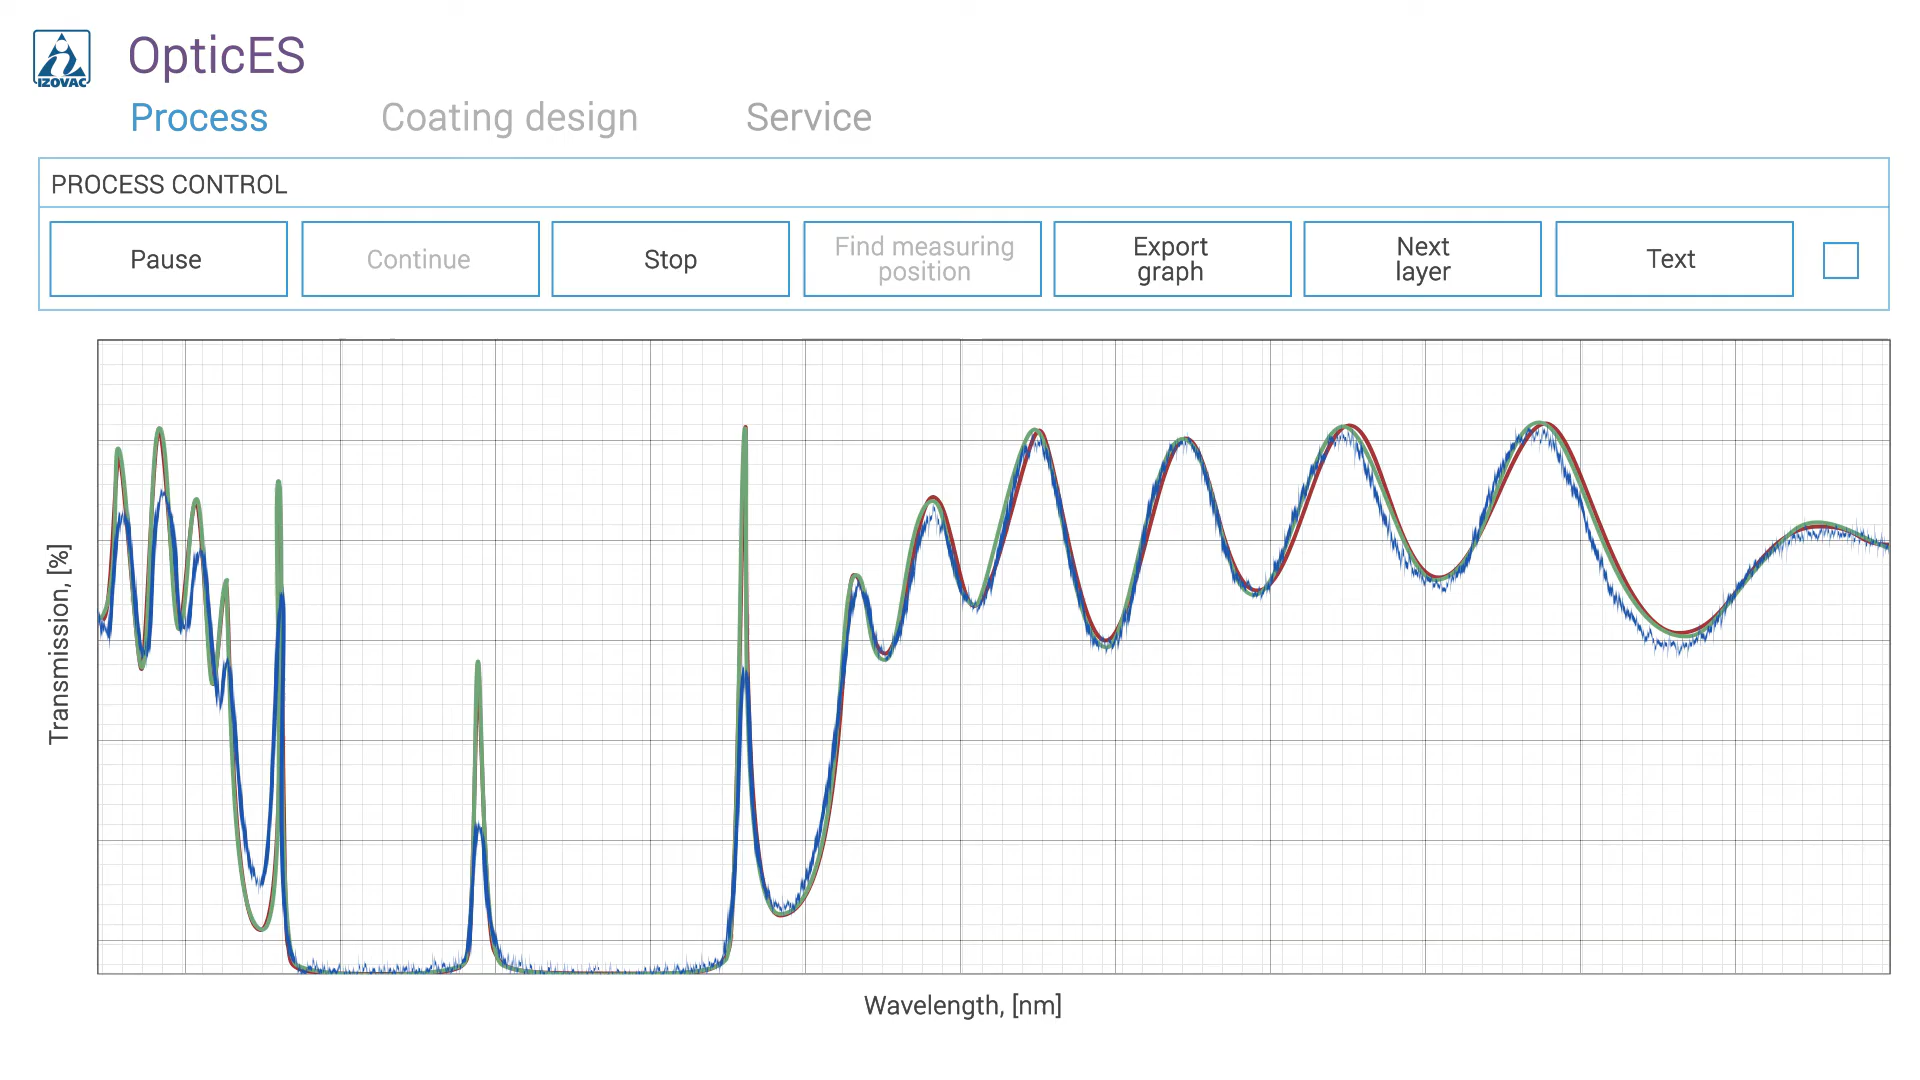 IZOVAC
OpticES
Process Coating design Service
PROCESS CONTROL
Pause
Continue
Stop
Find measuring
position
Export
graph
Next
layer
Text
Transmission, [%]
Wavelength, [nm]